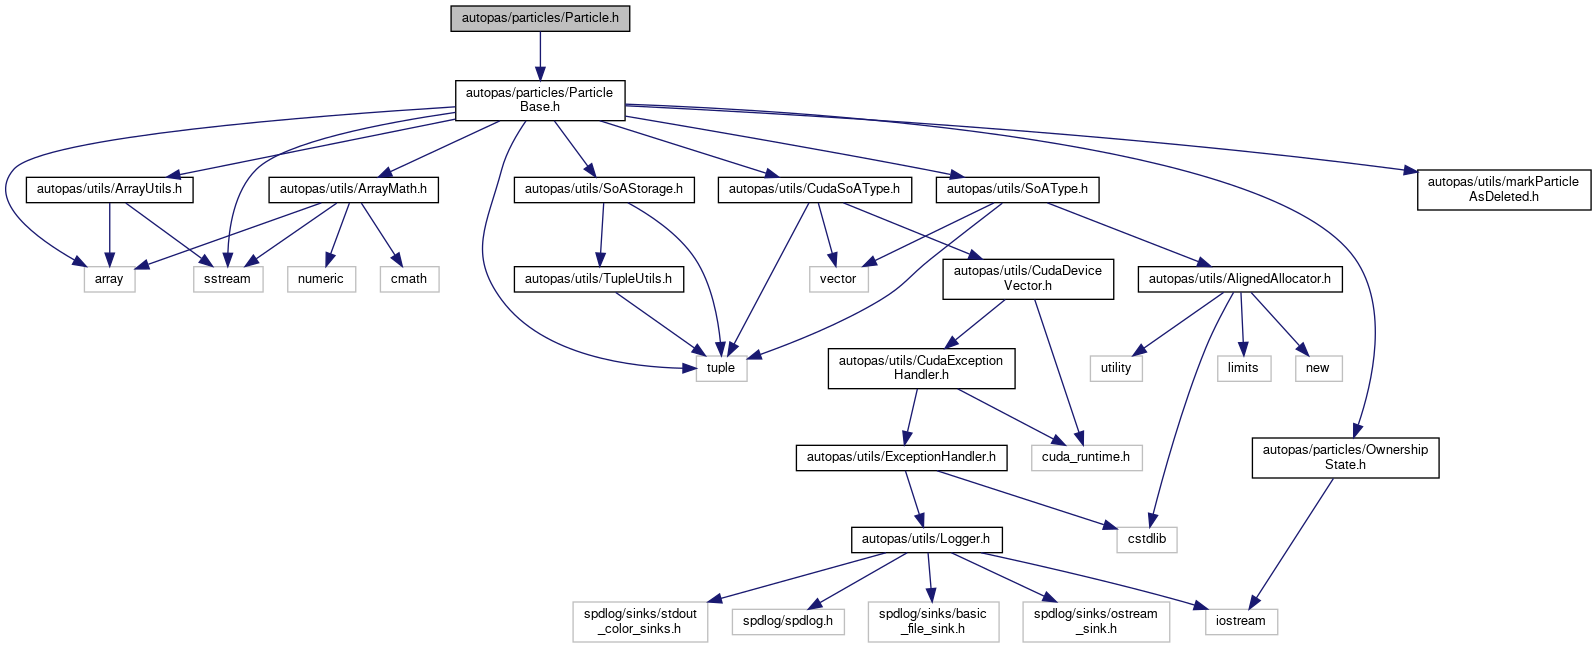 autopas/particles/Particle.h
autopas/particles/Particle
Base.h
autopas/utils/ArrayUtils.h
autopas/utils/ArrayMath.h
autopas/utils/SoAStorage.h
autopas/utils/CudaSoAType.h
autopas/utils/SoAType.h
autopas/utils/markParticle
AsDeleted.h
array
sstream
numeric
cmath
autopas/utils/TupleUtils.h
vector
autopas/utils/CudaDevice
Vector.h
autopas/utils/AlignedAllocator.h
autopas/utils/CudaException
Handler.h
tuple
utility
limits
new
autopas/utils/ExceptionHandler.h
cuda_runtime.h
autopas/particles/Ownership
State.h
autopas/utils/Logger.h
cstdlib
spdlog/sinks/stdout
_color_sinks.h
spdlog/spdlog.h
spdlog/sinks/basic
_file_sink.h
spdlog/sinks/ostream
_sink.h
iostream